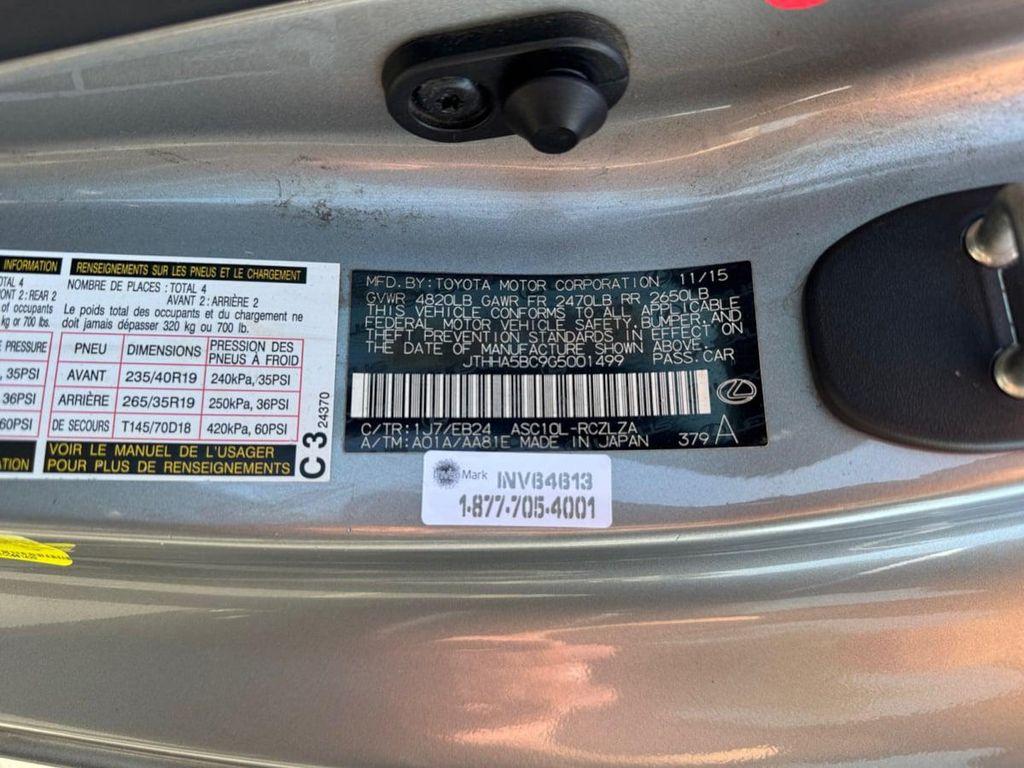 INFORMATION
TOTAL 4
FRONT 2 : REAR 2
of occupants
kg or 700 lbs.
PRESSURE
35PSI
36PSI
60PSI
RENSEIGNEMENTS SUR LES PNEUS ET LE CHARGEMENT
NOMBRE DE PLACES : TOTAL 4
AVANT 2 : ARRIÈRE 2
Le poids total des occupants et du chargement ne
doit jamais dépasser 320 kg ou 700 lb.
PNEU DIMENSIONS PRESSION DES PNEUS À FROID
AVANT 235/40R19 240kPa, 35PSI
ARRIÈRE 265/35R19 250kPa, 36PSI
DE SECOURS T145/70D18 420kPa, 60PSI
VOIR LE MANUEL DE L'USAGER
POUR PLUS DE RENSEIGNEMENTS
C3 24370
MFD. BY: TOYOTA MOTOR CORPORATION 11/15
GVWR 4820LB GAWR FR 2470LB RR 2650LB
THIS VEHICLE CONFORMS TO ALL APPLICABLE
FEDERAL MOTOR VEHICLE SAFETY, BUMPER, AND
THEFT PREVENTION STANDARDS IN EFFECT ON
THE DATE OF MANUFACTURE SHOWN ABOVE.
JTHHA5BC9G5001499 PASS.CAR
C/TR: 1J7/EB24 ASC10L-RCZLZA
A/TM: A01A/AA81E MADE IN JAPAN 379 A
Mark INV64613
1-877-705-4001